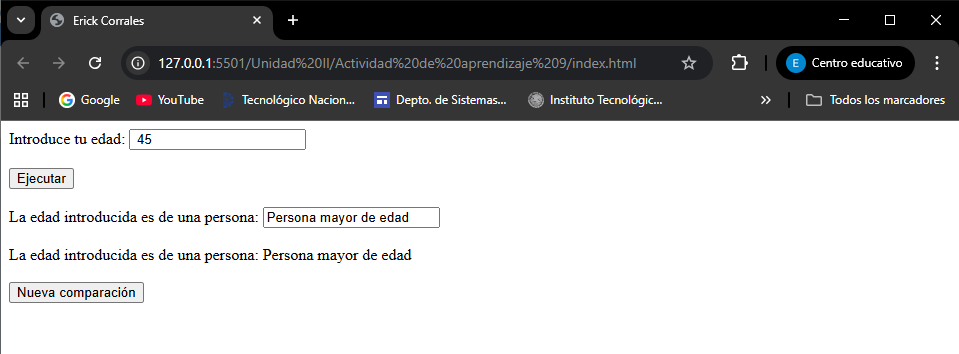 Erick Corrales
127.0.0.1:5501/Unidad%20II/Actividad%20de%20aprendizaje%209/index.html
E Centro educativo
Google YouTube Tecnológico Nacion... Depto. de Sistemas... Instituto Tecnológic... » Todos los marcadores
Introduce tu edad: 45
Ejecutar
La edad introducida es de una persona: Persona mayor de edad
La edad introducida es de una persona: Persona mayor de edad
Nueva comparación